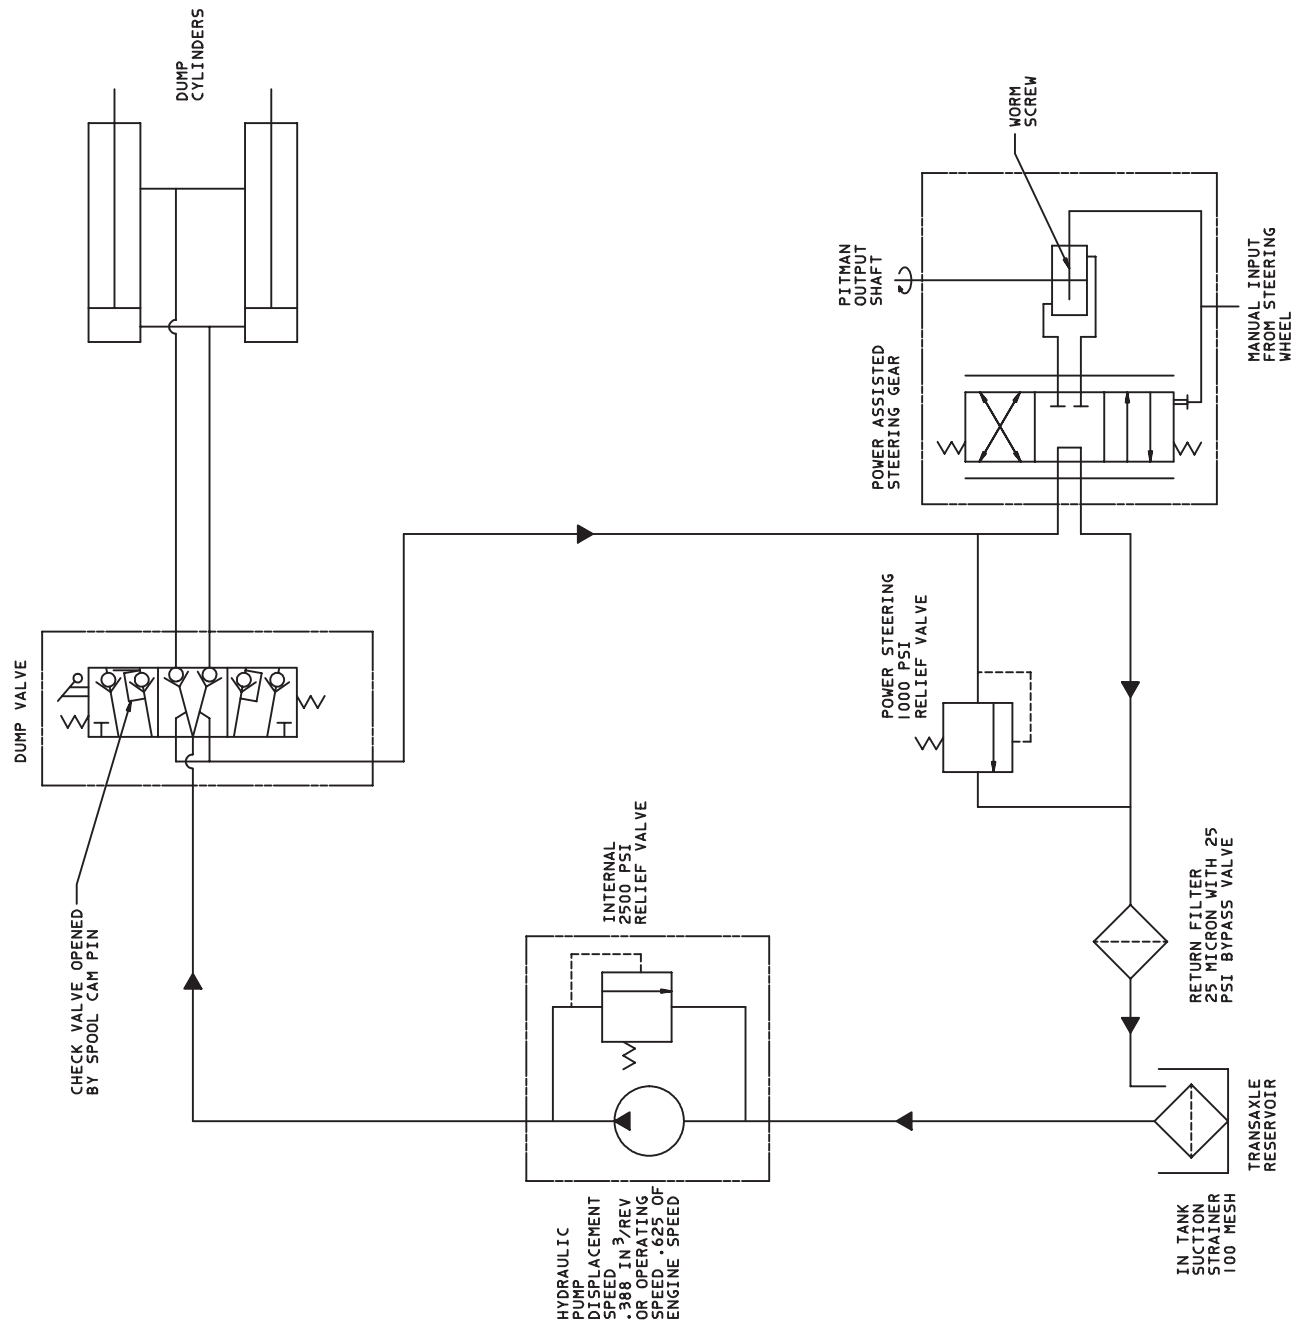 DUMP
CYLINDERS
WORM
SCREW
PITMAN
OUTPUT
SHAFT
MANUAL INPUT
FROM STEERING
WHEEL
POWER ASSISTED
STEERING GEAR
DUMP VALVE
POWER STEERING
1000 PSI
RELIEF VALVE
CHECK VALVE OPENED
BY SPOOL CAM PIN
INTERNAL
2500 PSI
RELIEF VALVE
RETURN FILTER
25 MICRON WITH 25
PSI BYPASS VALVE
HYDRAULIC
PUMP
DISPLACEMENT
SPEED
.388 IN³/REV
OR OPERATING
SPEED .625 OF
ENGINE SPEED
TRANSAXLE
RESERVOIR
IN TANK
SUCTION
STRAINER
100 MESH